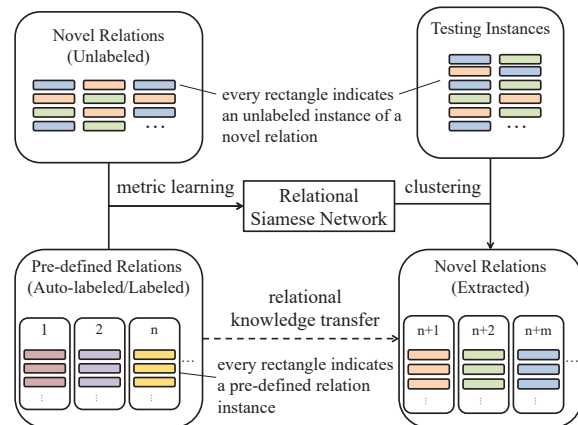 Novel Relations
(Unlabeled)
...
Testing Instances
...
every rectangle indicates
an unlabeled instance of a
novel relation
metric learning
Relational
Siamese Network
clustering
Pre-defined Relations
(Auto-labeled/Labeled)
1
2
n
...
relational
knowledge transfer
every rectangle indicates
a pre-defined relation
instance
Novel Relations
(Extracted)
n+1
n+2
n+m
...